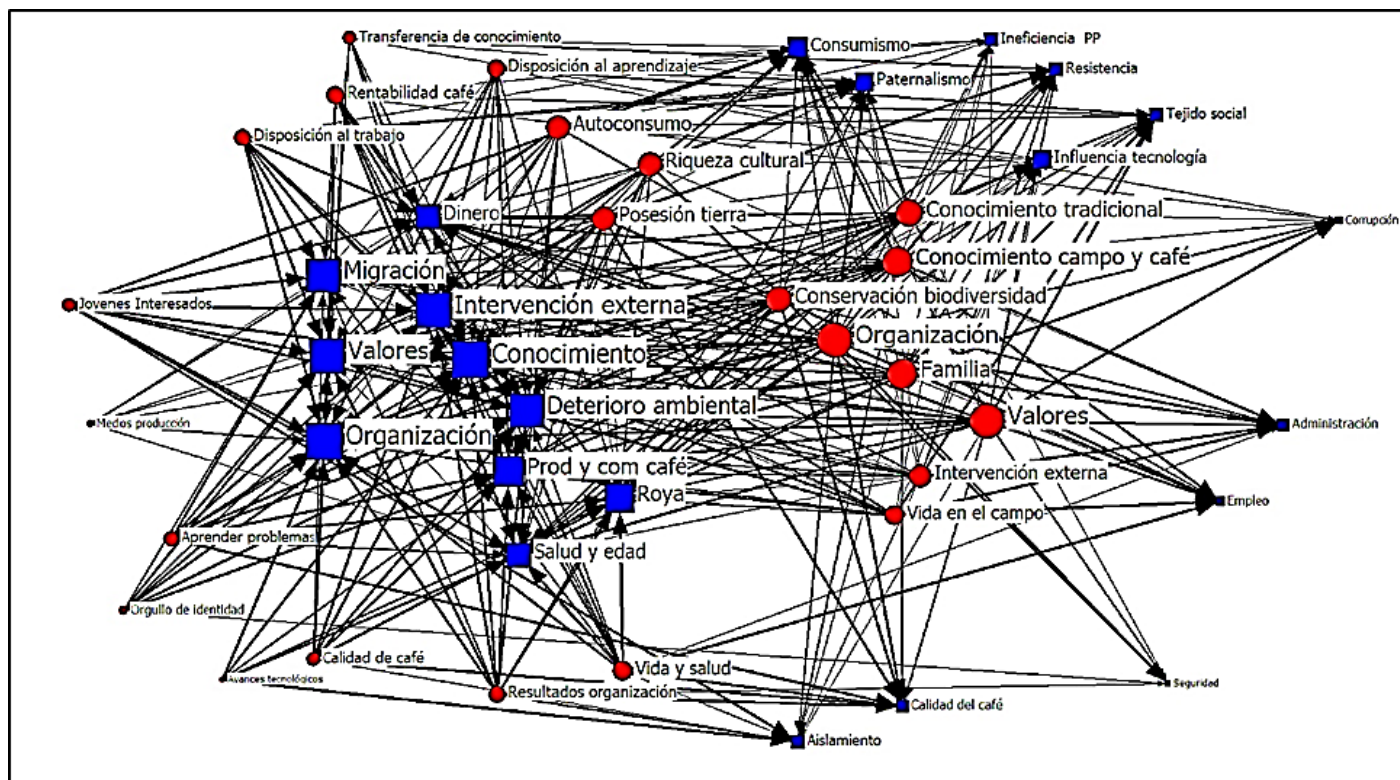 Transferencia de conocimiento
Consumismo
Ineficiencia PP
Disposición al aprendizaje
Paternalismo
Resistencia
Rentabilidad café
Tejido social
Disposición al trabajo
Autoconsumo
Riqueza cultural
Influencia tecnología
Dinero
Posesión tierra
Conocimiento tradicional
Corrupción
Migración
Conocimiento campo y café
Jovenes Interesados
Intervención externa
Conservación biodiversidad
Valores
Conocimiento
Organización
Familia
Medios producción
Deterioro ambiental
Valores
Administración
Organización
Prod y com café
Intervención externa
Roya
Vida en el campo
Empleo
Aprender problemas
Salud y edad
Orgullo de identidad
Calidad de café
Vida y salud
Avances tecnológicos
Resultados organización
Seguridad
Calidad del café
Aislamiento